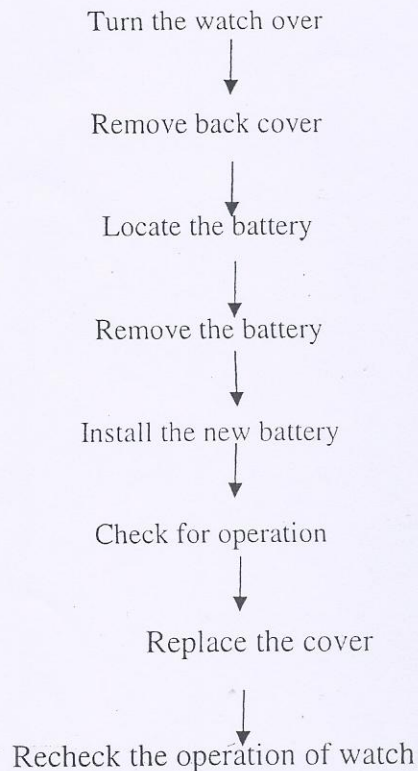 Turn the watch over
Remove back cover
Locate the battery
Remove the battery
Install the new battery
Check for operation
Replace the cover
Recheck the operation of watch